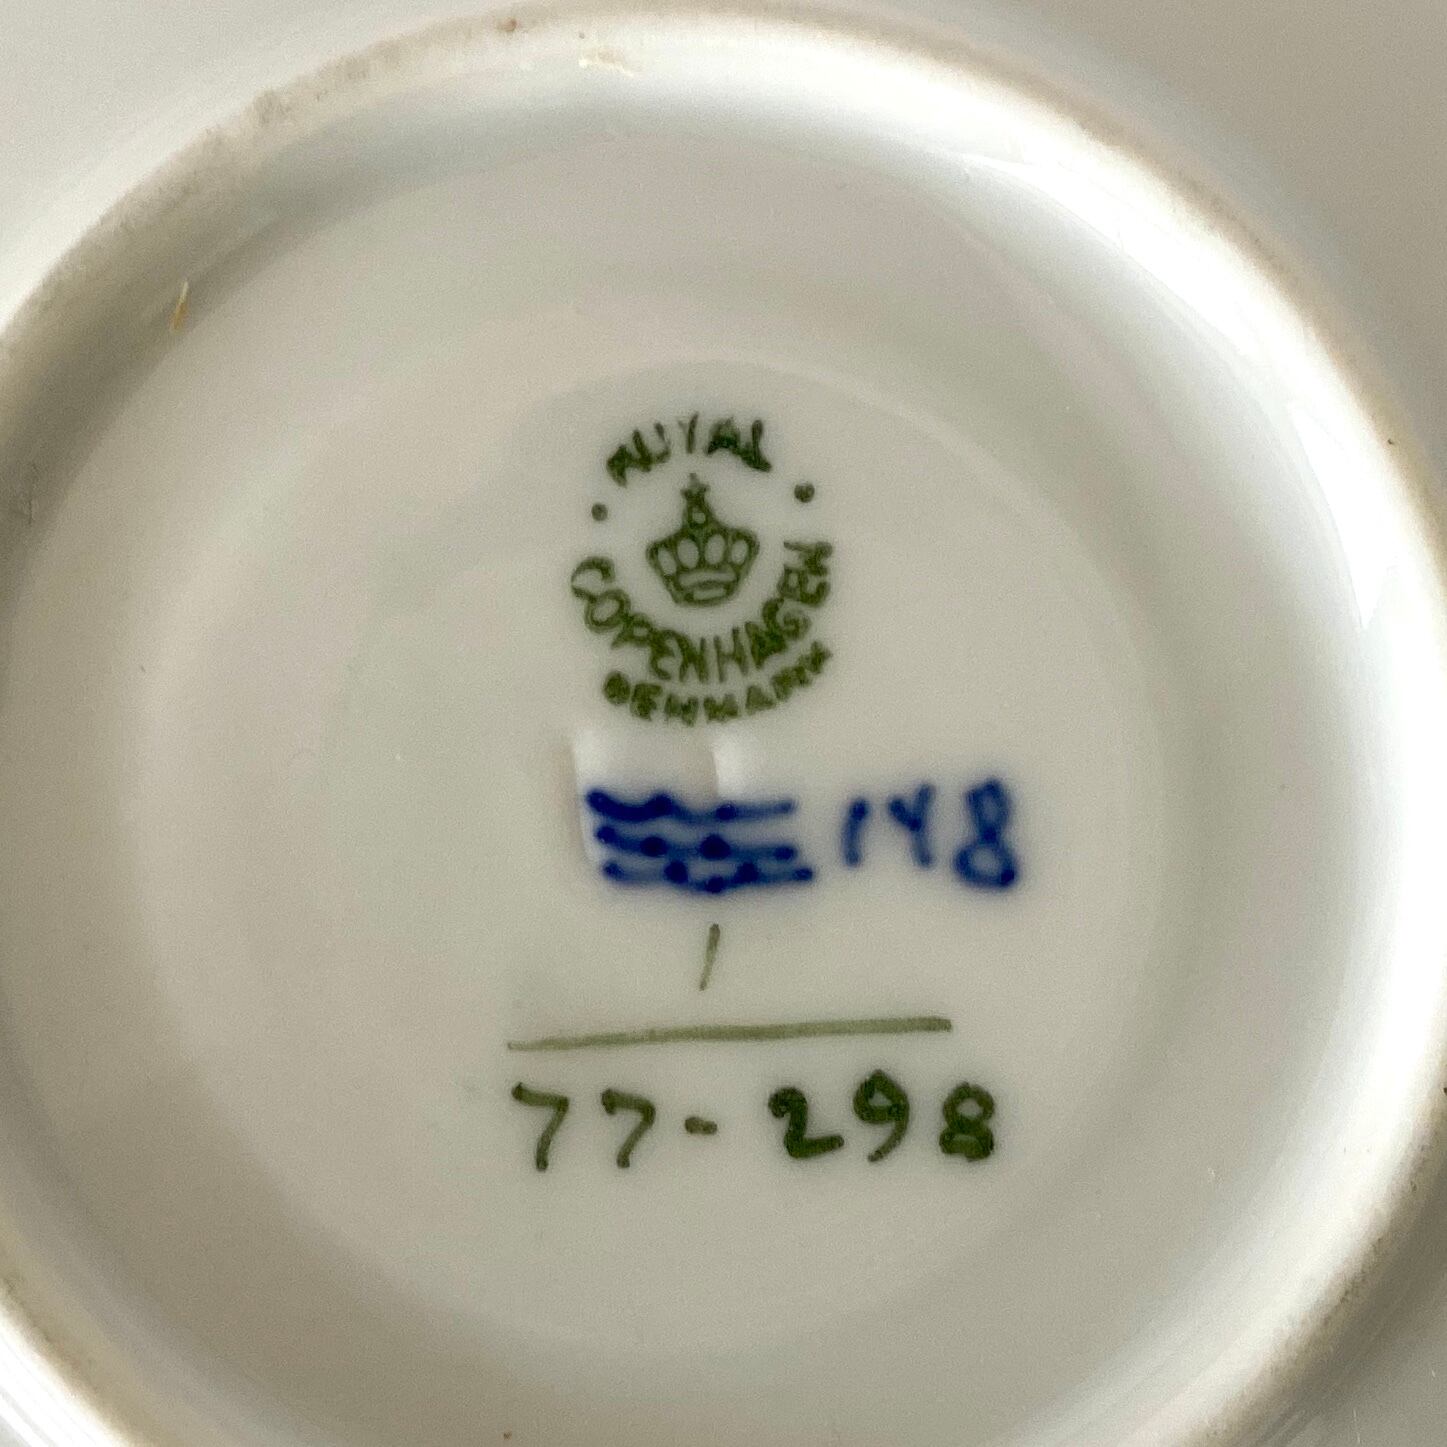 ROYAL
COPENHAGEN
DENMARK
148
1
77-298